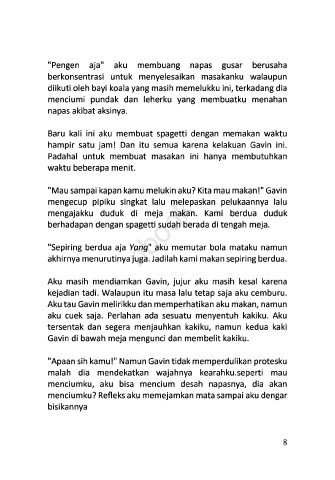 "Pengen aja" aku membuang napas gusar berusaha
berkonsentrasi untuk menyelesaikan masakanku walaupun
diikuti oleh bayi koala yang masih memelukku ini, terkadang dia
menciumi pundak dan leherku yang membuatku menahan
napas akibat aksinya.
Baru kali ini aku membuat spagetti dengan memakan waktu
hampir satu jam! Dan itu semua karena kelakuan Gavin ini.
Padahal untuk membuat masakan ini hanya membutuhkan
waktu beberapa menit.
"Mau sampai kapan kamu melukin aku? Kita mau makan!" Gavin
mengecup pipiku singkat lalu melepaskan pelukaannya lalu
mengajakku duduk di meja makan. Kami berdua duduk
berhadapan dengan spagetti sudah berada di tengah meja.
"Sepiring berdua aja Yang" aku memutar bola mataku namun
akhirnya menurutinya juga. Jadilah kami makan sepiring berdua.
Aku masih mendiamkan Gavin, jujur aku masih kesal karena
kejadian tadi. Walaupun itu masa lalu tetap saja aku cemburu.
Aku tau Gavin melirikku dan memperhatikan aku makan, namun
aku cuek saja. Perlahan ada sesuatu menyentuh kakiku. Aku
tersentak dan segera menjauhkan kakiku, namun kedua kaki
Gavin di bawah meja mengunci dan membelit kakiku.
"Apaan sih kamu!" Namun Gavin tidak memperdulikan protesku
malah dia mendekatkan wajahnya kearahku.seperti mau
menciumku, aku bisa mencium desah napasnya, dia akan
menciumku? Refleks aku memejamkan mata sampai aku dengar
bisikannya
8